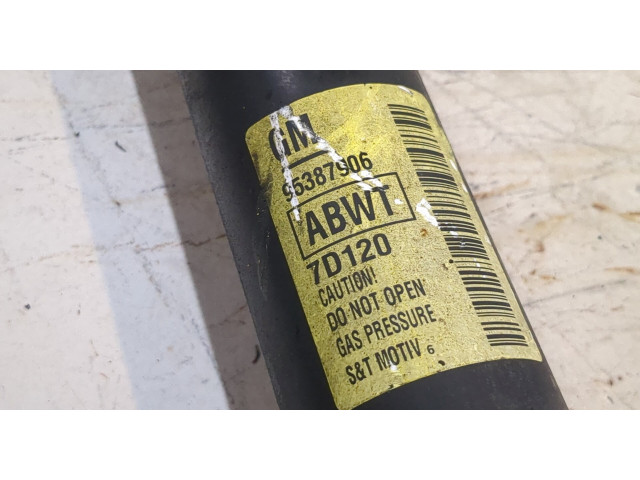 GM
95387906
ABWT
7D120
CAUTION!
DO NOT OPEN
GAS PRESSURE
S&T MOTIV 6